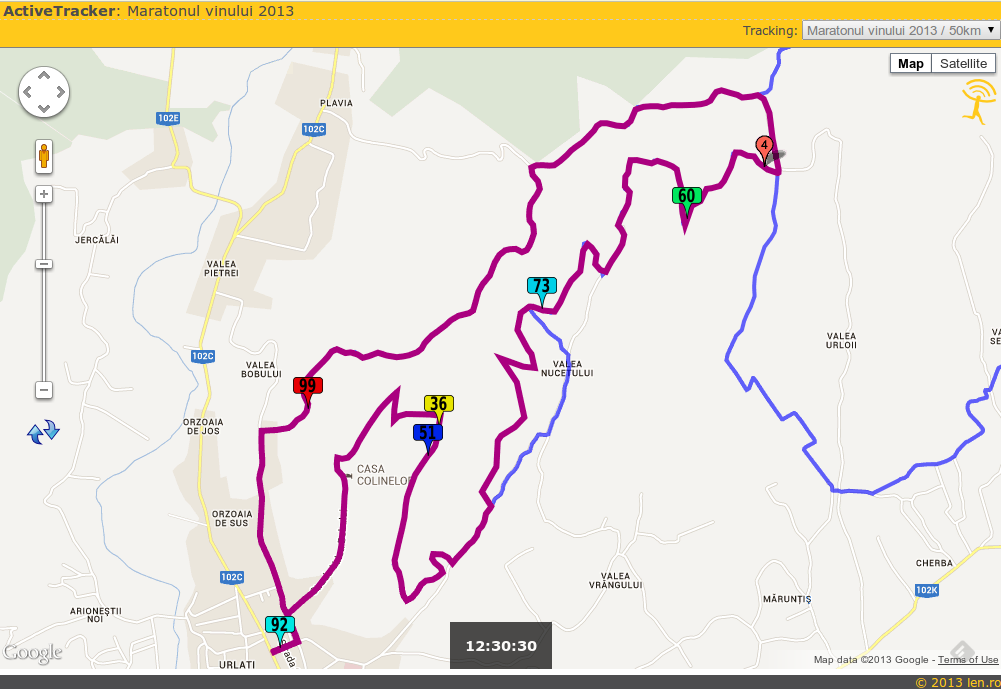 ActiveTracker: Maratonul vinului 2013
Tracking: Maratonul vinului 2013 / 50km
Map Satellite
PLAVIA
102E
102C
4
60
JERCĂLĂI
VALEA
PIETREI
73
102C
VALEA
URLOII
VALEA
BOBULUI
VALEA
NUCETULUI
99
36
51
ORZOAIA
DE JOS
CASA
COLINELOR
ORZOAIA
DE SUS
102C
CHERBA
VALEA
VRÂNGULUI
102K
MĂRUNȚIȘ
ARIONEȘTII
NOI
92
12:30:30
Google
URLATI
Map data ©2013 Google - Terms of Use
© 2013 len.ro